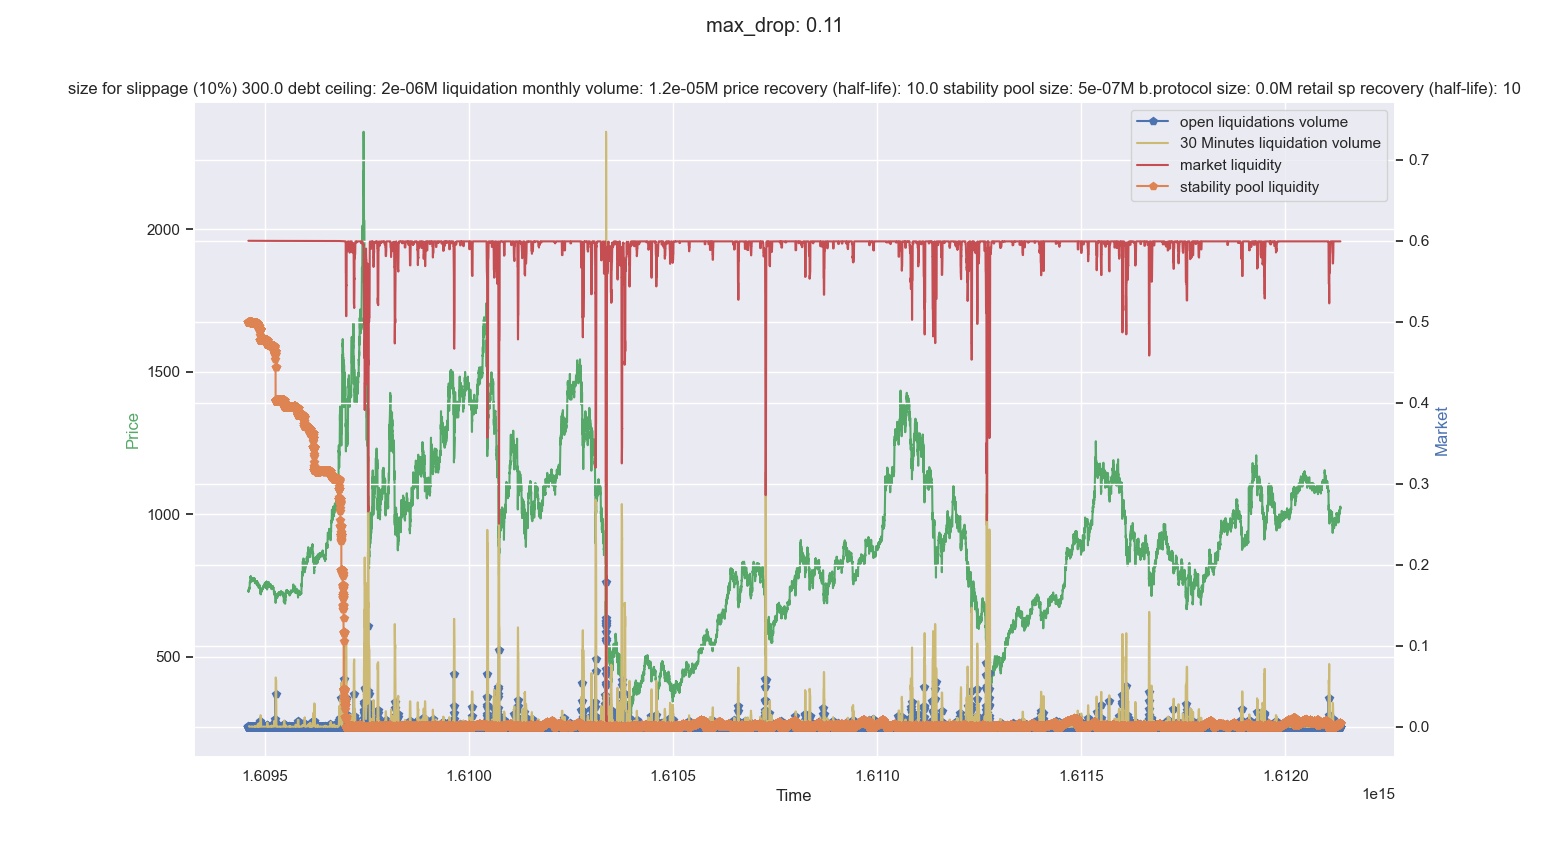 max_drop: 0.11
size for slippage (10%) 300.0 debt ceiling: 2e-06M liquidation monthly volume: 1.2e-05M price recovery (half-life): 10.0 stability pool size: 5e-07M b.protocol size: 0.0M retail sp recovery (half-life): 10
open liquidations volume
30 Minutes liquidation volume
market liquidity
stability pool liquidity
2000
1500
1000
500
Price
0.7
0.6
0.5
0.4
0.3
0.2
0.1
0.0
Market
1.6095 1.6100 1.6105 1.6110 1.6115 1.6120
Time
1e15